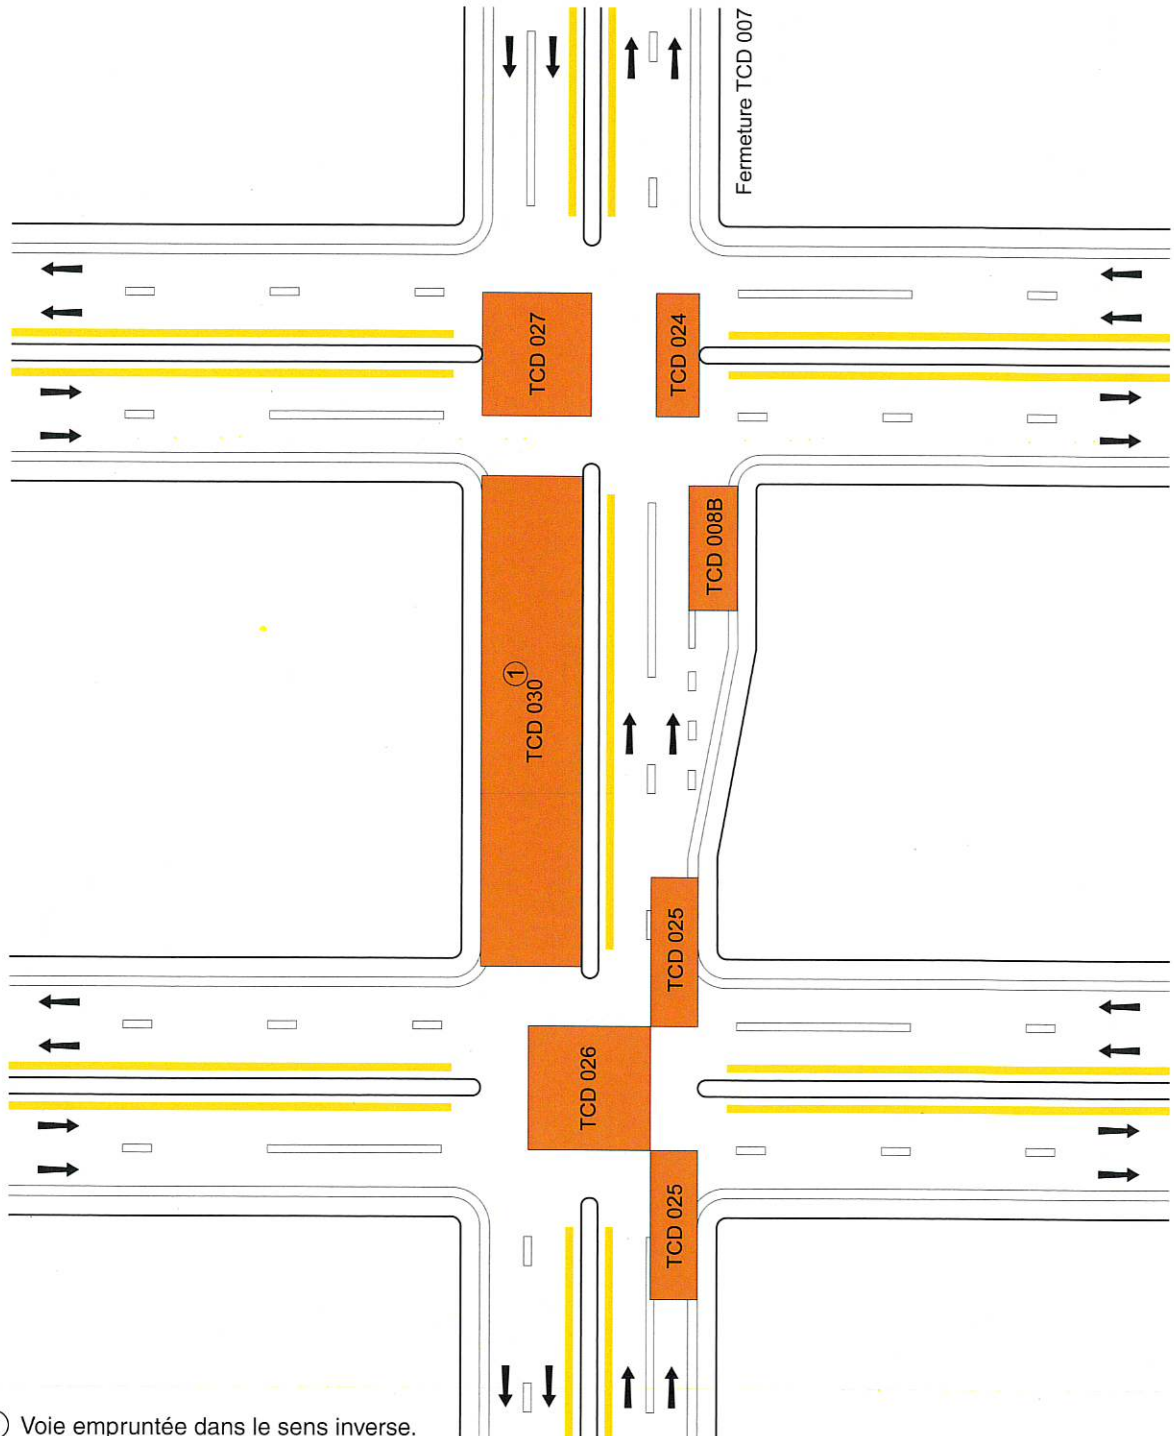 Fermeture TCD 007
TCD 027
TCD 024
TCD 008B
1
TCD 030
TCD 025
TCD 026
TCD 025
) Voie empruntée dans le sens inverse.